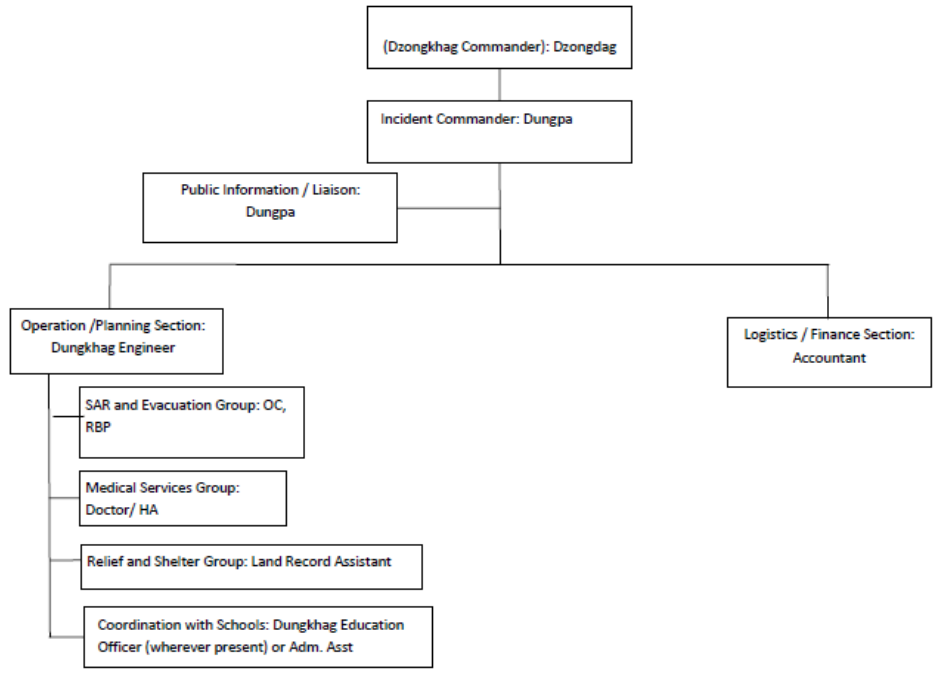 (Dzongkhag Commander): Dzongdag
Incident Commander: Dungpa
Public Information / Liaison:
Dungpa
Operation /Planning Section:
Dungkhag Engineer
Logistics / Finance Section:
Accountant
SAR and Evacuation Group: OC,
RBP
Medical Services Group:
Doctor/ HA
Relief and Shelter Group: Land Record Assistant
Coordination with Schools: Dungkhag Education
Officer (wherever present) or Adm. Asst